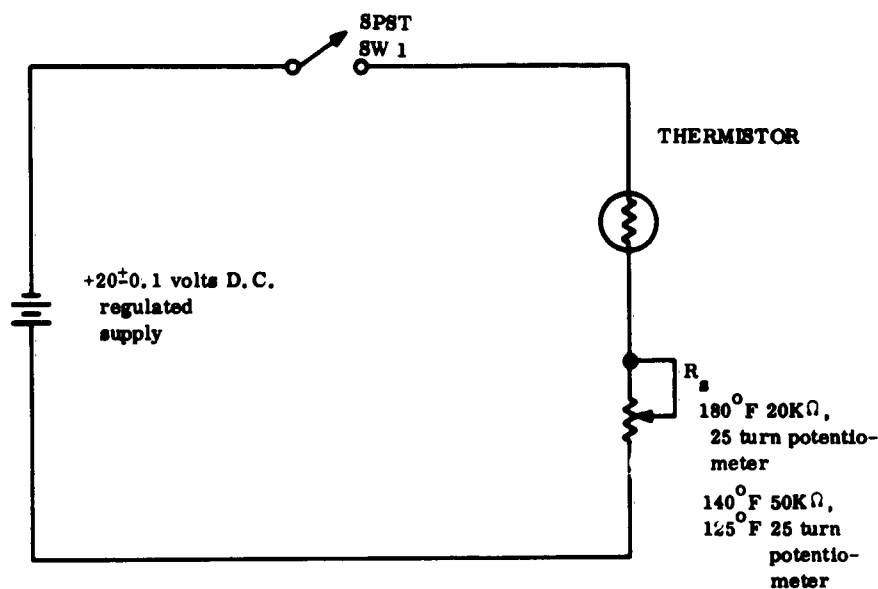 SPST
SW 1
THERMISTOR
+20±0.1 volts D.C.
regulated
supply
Rs
180°F 20KΩ,
25 turn potentio-
meter
140°F 50KΩ,
125°F 25 turn
potentio-
meter